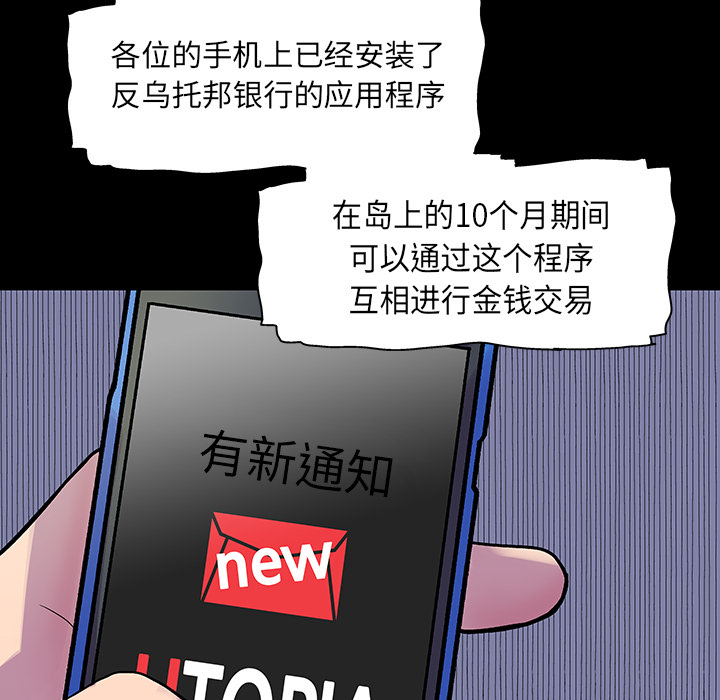 各位的手机上已经安装了
反乌托邦银行的应用程序
在岛上的10个月期间
可以通过这个程序
互相进行金钱交易
有新通知
new
UTOPIA